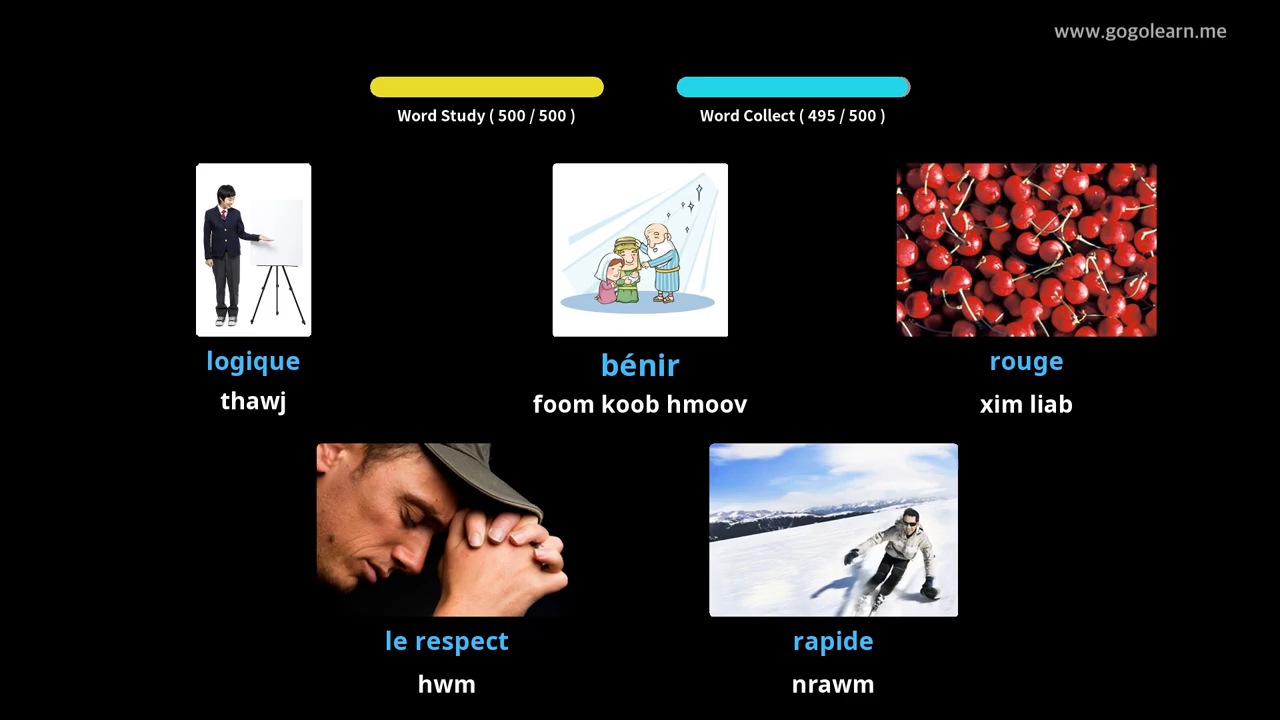 www.gogolearn.me
Word Study ( 500 / 500 )
Word Collect ( 495 / 500 )
logique
thawj
bénir
foom koob hmoov
rouge
xim liab
le respect
hwm
rapide
nrawm